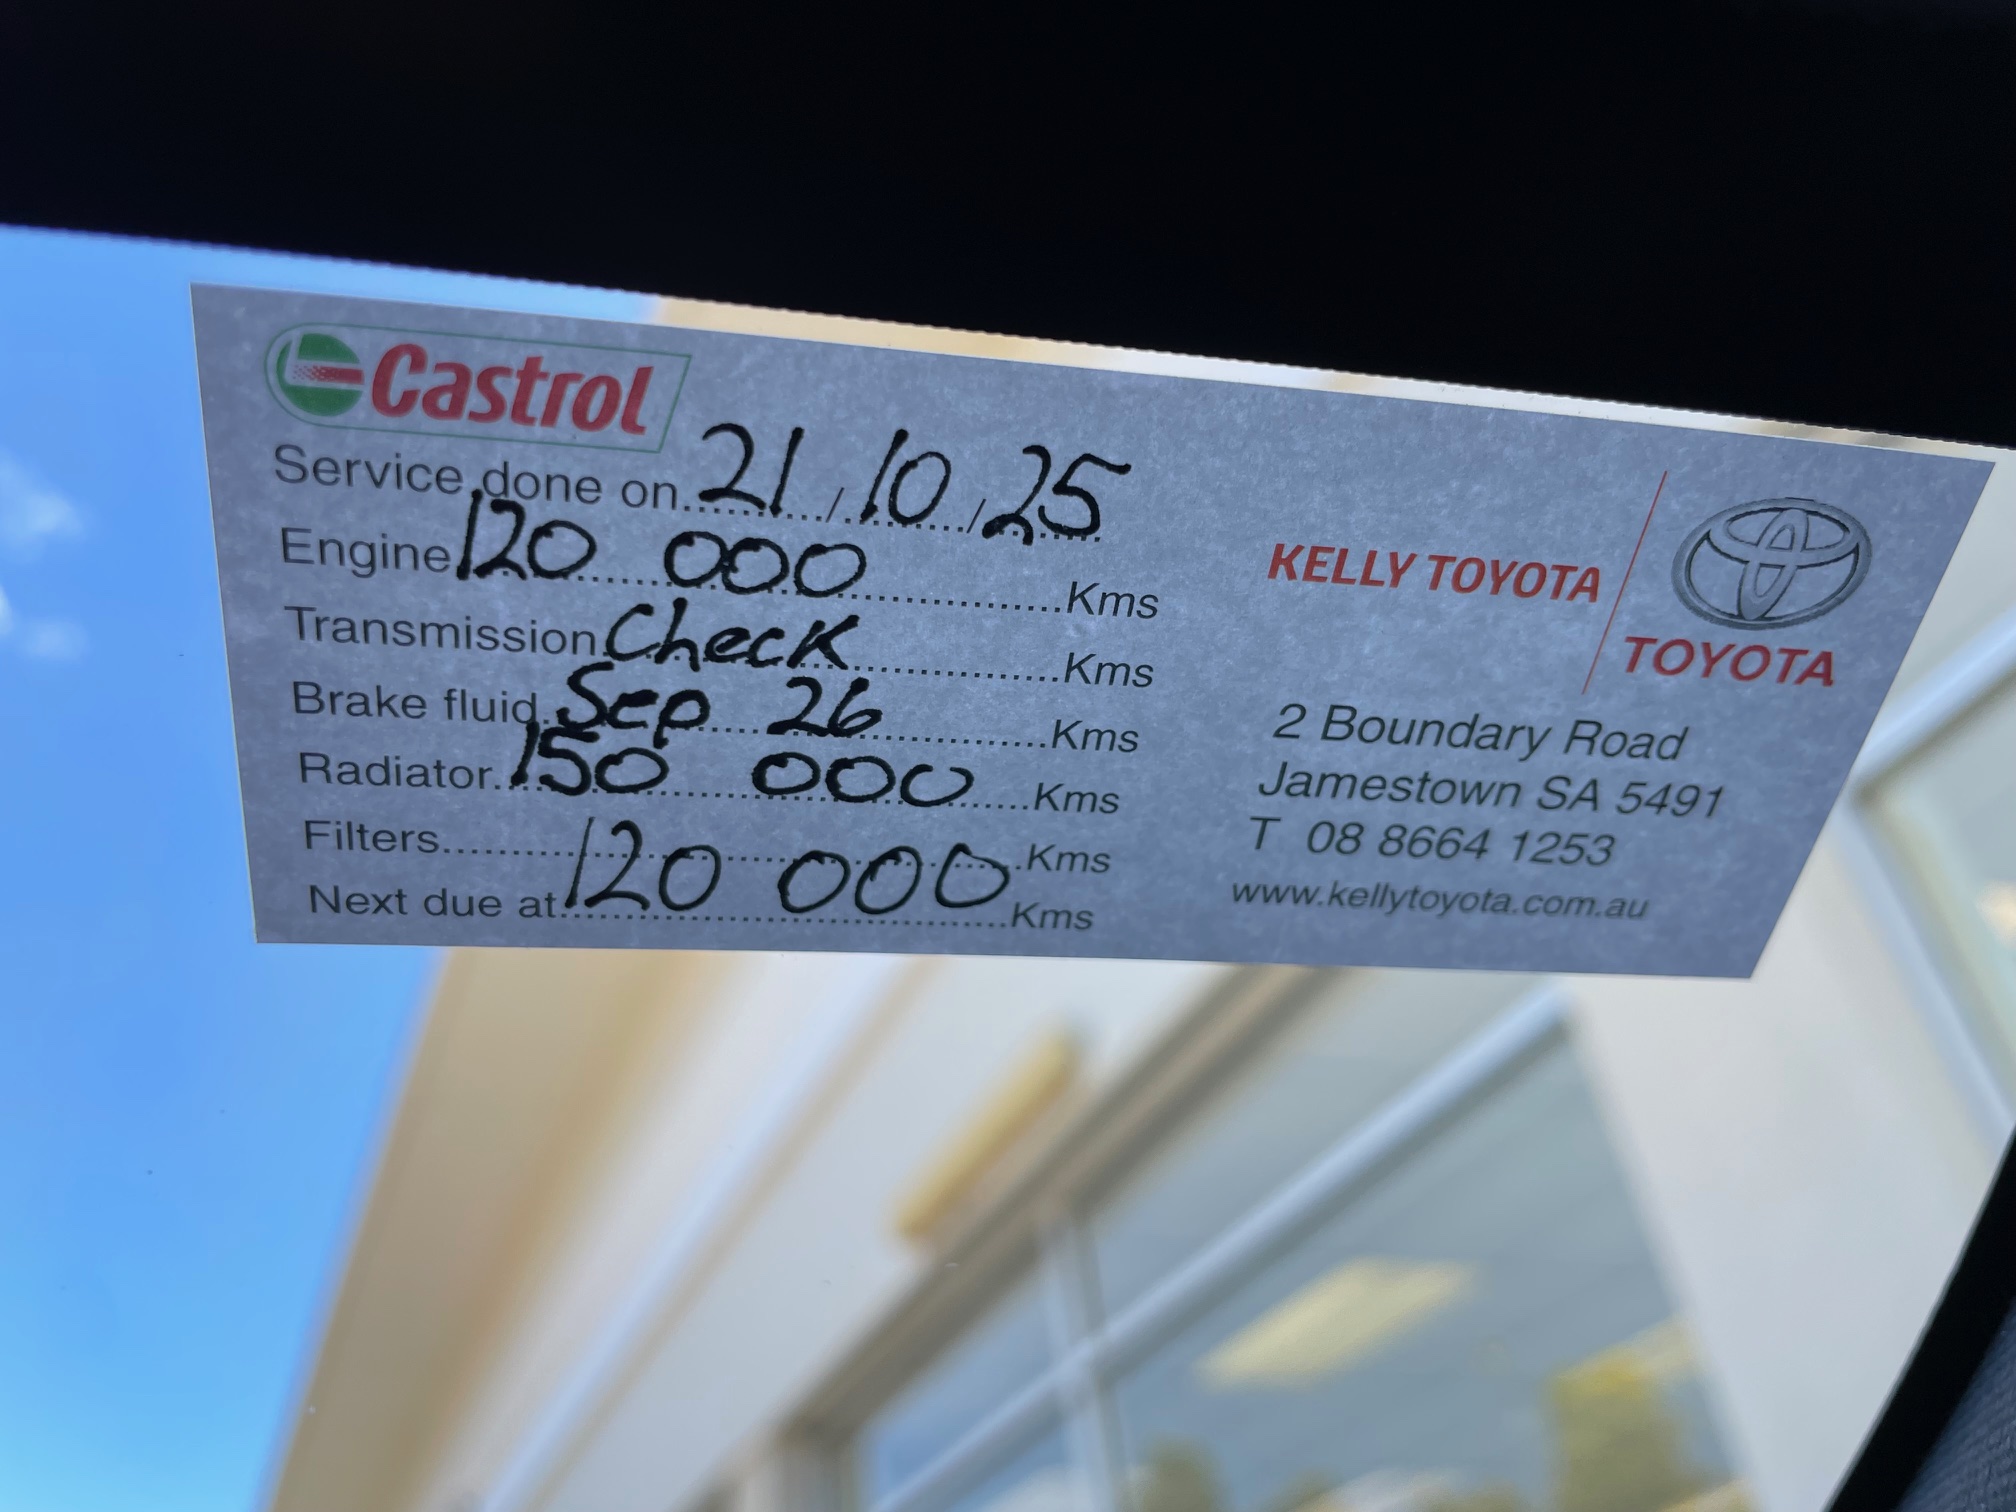 Castrol
Service done on 21/10/25
Engine 120 000 Kms
Transmission Check Kms
Brake fluid Sep 26 Kms
Radiator 150 000 Kms
Filters Kms
Next due at 120 000 Kms
KELLY TOYOTA
TOYOTA
2 Boundary Road
Jamestown SA 5491
T 08 8664 1253
www.kellytoyota.com.au